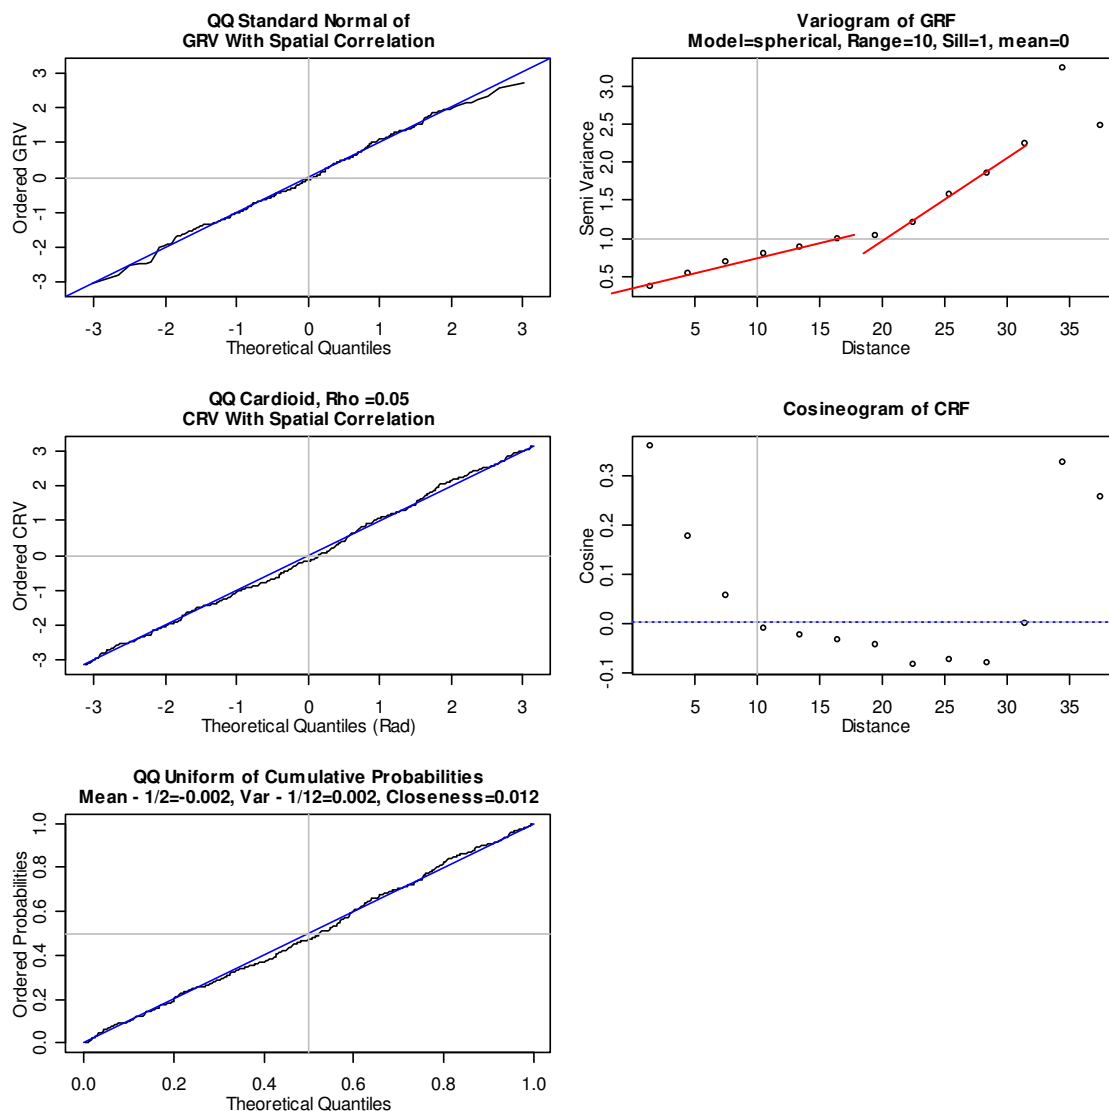 QQ Standard Normal of
GRV With Spatial Correlation
Ordered GRV
3
2
1
0
-1
-2
-3
-3 -2 -1 0 1 2 3
Theoretical Quantiles
Variogram of GRF
Model=spherical, Range=10, Sill=1, mean=0
Semi Variance
3.0
2.5
2.0
1.5
1.0
0.5
5 10 15 20 25 30 35
Distance
QQ Cardioid, Rho =0.05
CRV With Spatial Correlation
Ordered CRV
3
2
1
0
-1
-2
-3
-3 -2 -1 0 1 2 3
Theoretical Quantiles (Rad)
Cosineogram of CRF
Cosine
0.3
0.2
0.1
0.0
-0.1
5 10 15 20 25 30 35
Distance
QQ Uniform of Cumulative Probabilities
Mean - 1/2=-0.002, Var - 1/12=0.002, Closeness=0.012
Ordered Probabilities
1.0
0.8
0.6
0.4
0.2
0.0
0.0 0.2 0.4 0.6 0.8 1.0
Theoretical Quantiles